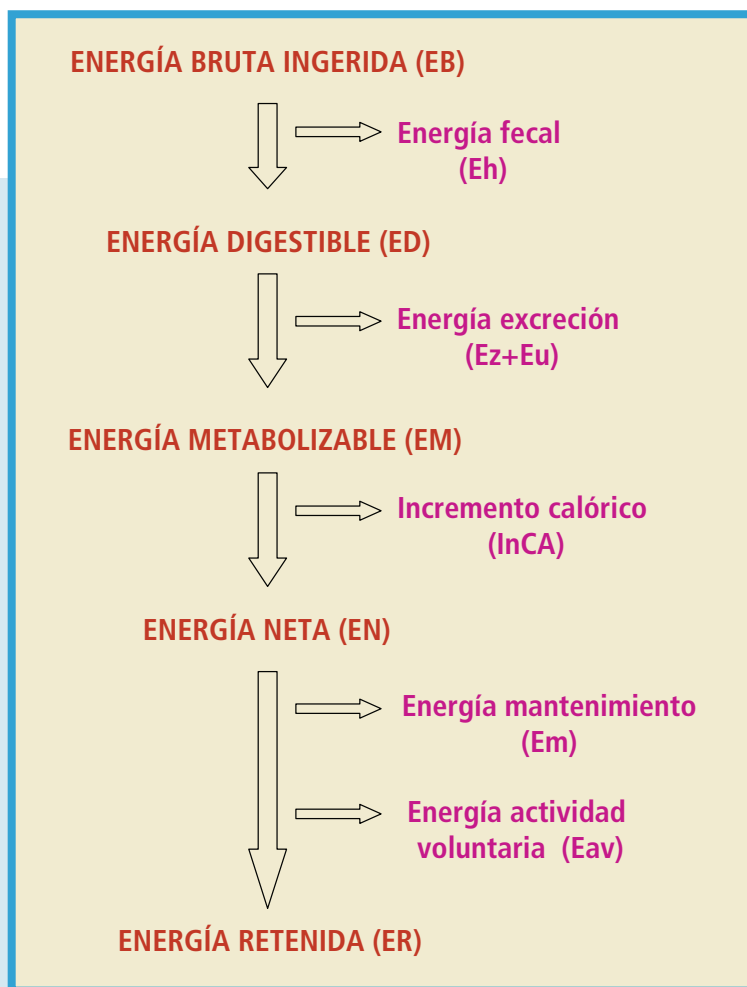 ENERGÍA BRUTA INGERIDA (EB)
Energía fecal
(Eh)
ENERGÍA DIGESTIBLE (ED)
Energía excreción
(Ez+Eu)
ENERGÍA METABOLIZABLE (EM)
Incremento calórico
(InCA)
ENERGÍA NETA (EN)
Energía mantenimiento
(Em)
Energía actividad
voluntaria (Eav)
ENERGÍA RETENIDA (ER)